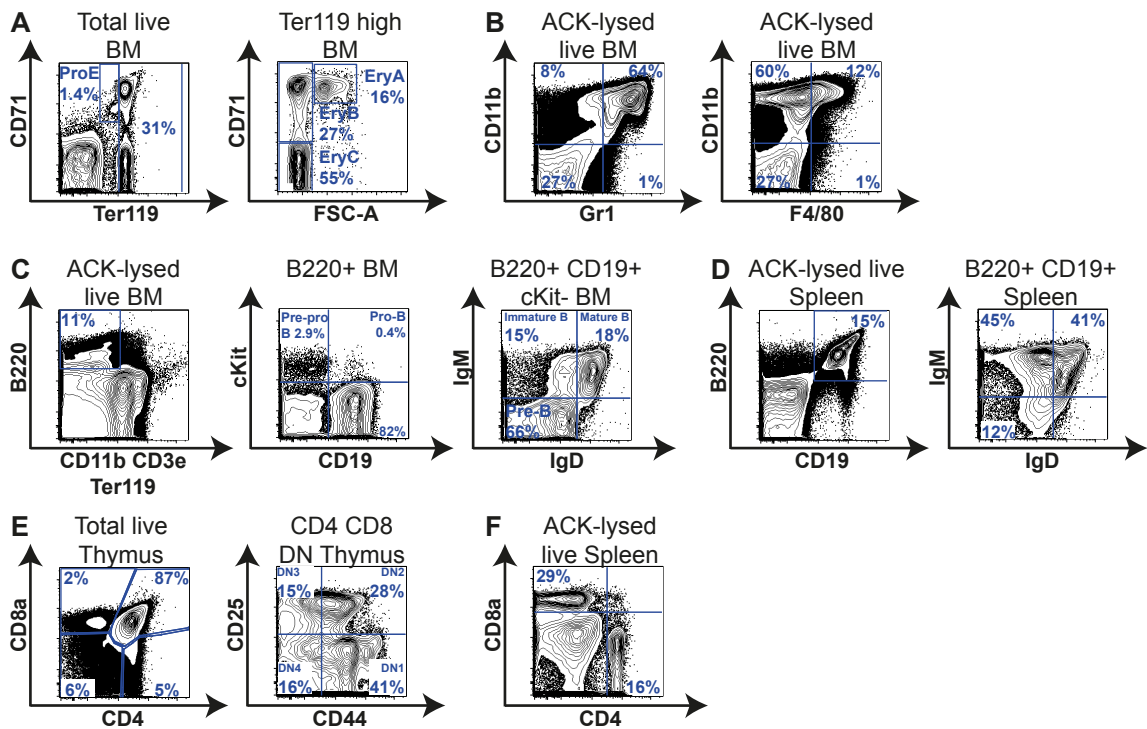 A
Total live
BM
ProE
1.4%
31%
CD71
Ter119
Ter119 high
BM
EryA
16%
EryB
27%
EryC
55%
CD71
FSC-A
B
ACK-lysed
live BM
8%
64%
27%
1%
CD11b
Gr1
ACK-lysed
live BM
60%
12%
27%
1%
CD11b
F4/80
C
ACK-lysed
live BM
11%
B220
CD11b CD3e
Ter119
B220+ BM
Pre-pro
B 2.9%
Pro-B
0.4%
82%
cKit
CD19
B220+ CD19+
cKit- BM
Immature B
15%
Mature B
18%
Pre-B
66%
IgM
IgD
D
ACK-lysed live
Spleen
15%
B220
CD19
B220+ CD19+
Spleen
45%
41%
12%
IgM
IgD
E
Total live
Thymus
2%
87%
6%
5%
CD8a
CD4
CD4 CD8
DN Thymus
DN3
15%
DN2
28%
DN4
16%
DN1
41%
CD25
CD44
F
ACK-lysed
live Spleen
29%
16%
CD8a
CD4